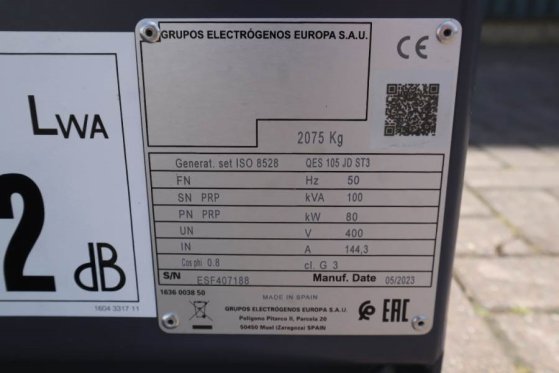 GRUPOS ELECTRÓGENOS EUROPA S.A.U.
CE
2075 Kg
Generat. set ISO 8528 QES 105 JD ST3
FN Hz 50
SN PRP kVA 100
PN PRP kW 80
UN V 400
IN A 144,3
Cos phi 0.8 cl. G 3
S/N ESF407188 Manuf. Date 05/2023
1636 0038 50
MADE IN SPAIN
GRUPOS ELECTRÓGENOS EUROPA S.A.U.
Polígono Pitarco II, Parcela 20
50450 Muel (Zaragoza) SPAIN
EAC
LWA
2 dB
1604 3317 11